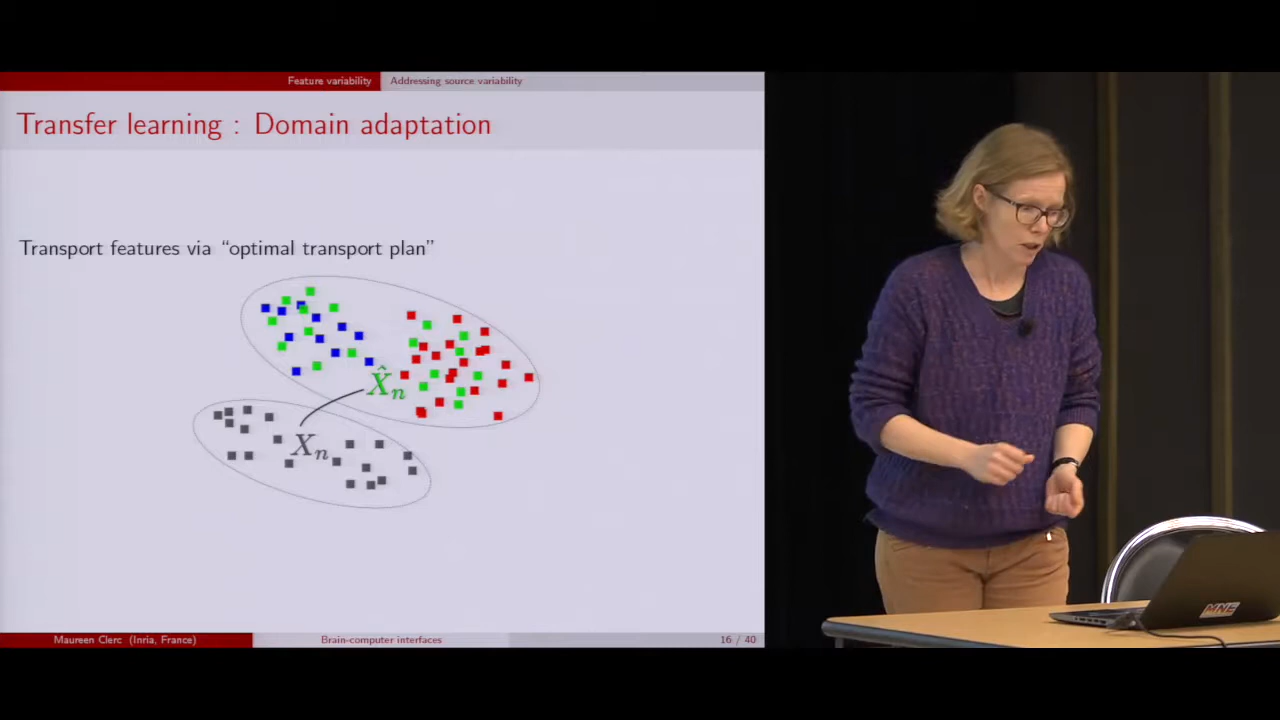 Feature variability
Addressing source variability
Transfer learning : Domain adaptation
Transport features via “optimal transport plan”
X̂n
Xn
Maureen Clerc (Inria, France)
Brain-computer interfaces
16 / 40
MNE